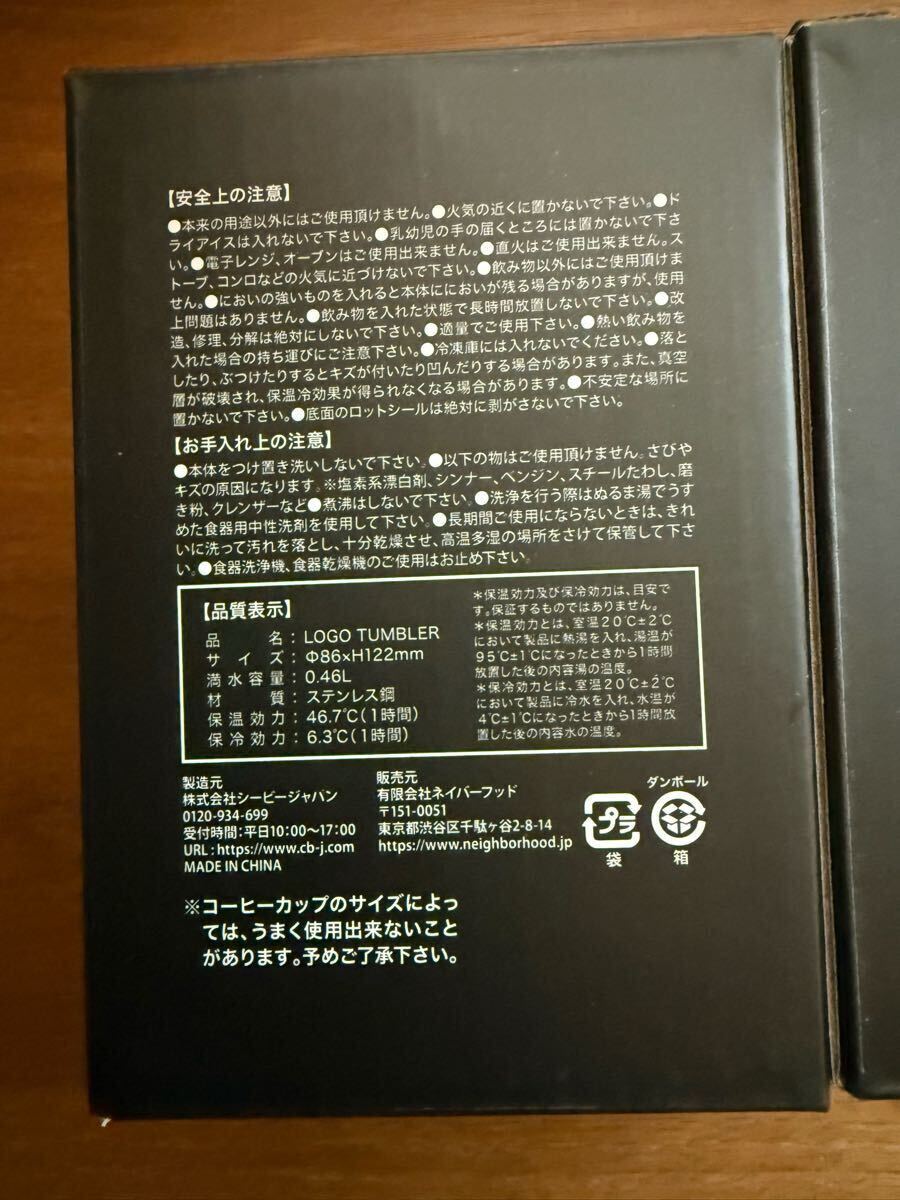 【安全上の注意】
●本来の用途以外にはご使用頂けません。●火気の近くに置かないで下さい。●ド
ライアイスは入れないで下さい。●乳幼児の手の届くところには置かないで下さ
い。●電子レンジ、オーブンはご使用出来ません。●直火はご使用出来ません。ス
トーブ、コンロなどの火気に近づけないで下さい。●飲み物以外にはご使用頂けま
せん。●においの強いものを入れると本体ににおいが残る場合がありますが、使用
上問題はありません。●飲み物を入れた状態で長時間放置しないで下さい。●改
造、修理、分解は絶対にしないで下さい。●適量でご使用下さい。●熱い飲み物を
入れた場合の持ち運びにご注意下さい。●冷凍庫には入れないでください。●落と
したり、ぶつけたりするとキズが付いたり凹んだりする場合があります。また、真空
層が破壊され、保温冷効果が得られなくなる場合があります。●不安定な場所に
置かないで下さい。●底面のロットシールは絶対に剥がさないで下さい。
【お手入れ上の注意】
●本体をつけ置き洗いしないで下さい。●以下の物はご使用頂けません。さびや
キズの原因になります。※塩素系漂白剤、シンナー、ベンジン、スチールたわし、磨
き粉、クレンザーなど●煮沸はしないで下さい。●洗浄を行う際はぬるま湯でうす
めた食器用中性洗剤を使用して下さい。●長期間ご使用にならないときは、きれ
いに洗って汚れを落とし、十分乾燥させ、高温多湿の場所をさけて保管して下さ
い。●食器洗浄機、食器乾燥機のご使用はお止め下さい。
【品質表示】
品　　　名：LOGO TUMBLER
サ　イ　ズ：Φ86×H122mm
満水容量：0.46L
材　　　質：ステンレス鋼
保温効力：46.7℃（1時間）
保冷効力：6.3℃（1時間）
＊保温効力及び保冷効力は、目安で
す。保証するものではありません。
＊保温効力とは、室温20℃±2℃
において製品に熱湯を入れ、湯温が
95℃±1℃になったときから1時間
放置した後の内容湯の温度。
＊保冷効力とは、室温20℃±2℃
において製品に冷水を入れ、水温が
4℃±1℃になったときから1時間放
置した後の内容水の温度。
製造元
株式会社シービージャパン
0120-934-699
受付時間：平日10:00～17:00
URL：https://www.cb-j.com
MADE IN CHINA
販売元
有限会社ネイバーフッド
〒151-0051
東京都渋谷区千駄ヶ谷2-8-14
https://www.neighborhood.jp
プラ
袋
ダンボール
箱
※コーヒーカップのサイズによっ
ては、うまく使用出来ないこと
があります。予めご了承下さい。